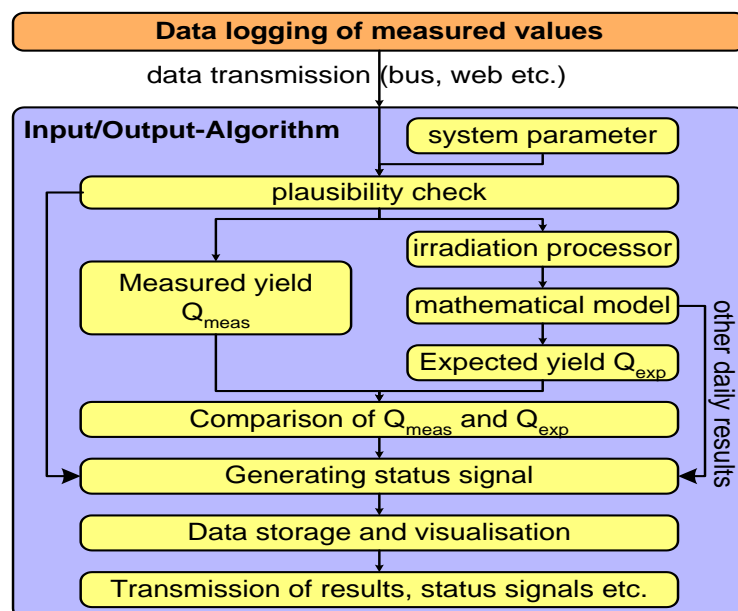 Data logging of measured values
data transmission (bus, web etc.)
Input/Output-Algorithm
system parameter
plausibility check
irradiation processor
Measured yield
Qmeas
mathematical model
Expected yield Qexp
other daily results
Comparison of Qmeas and Qexp
Generating status signal
Data storage and visualisation
Transmission of results, status signals etc.